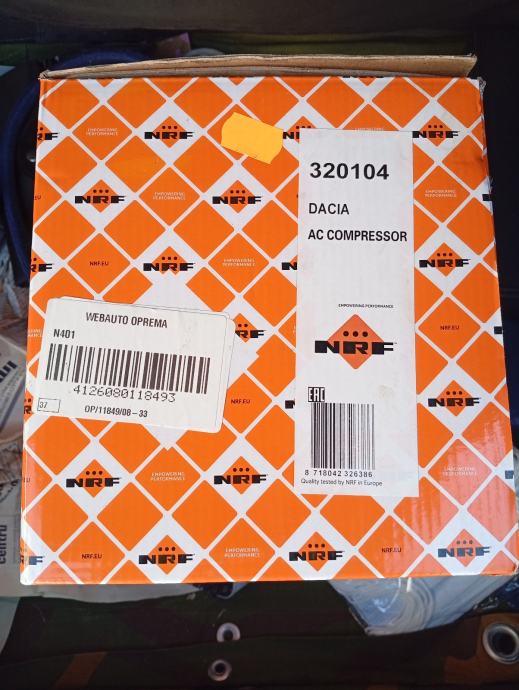 320104
DACIA
AC COMPRESSOR
EMPOWERING PERFORMANCE
NRF
EAC
8 718042 326386
Quality tested by NRF in Europe
WEBAUTO OPREMA
N401
4126080118493
37
OP/11849/08-33
EMPOWERING
PERFORMANCE
NRF
NRF.EU